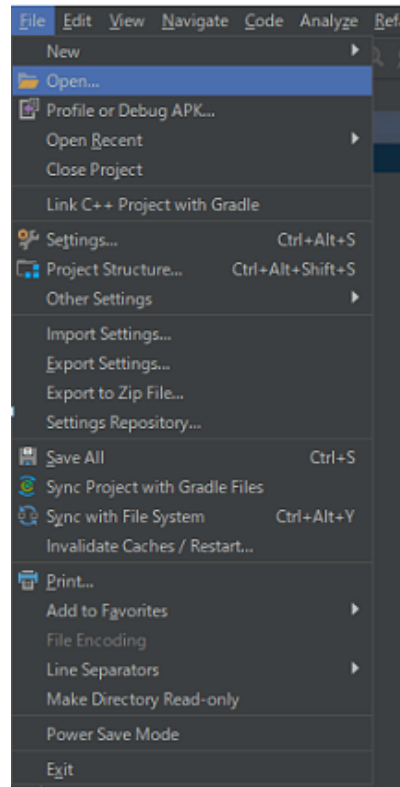 File Edit View Navigate Code Analyze Refa
New
Open...
Profile or Debug APK...
Open Recent
Close Project
Link C++ Project with Gradle
Settings... Ctrl+Alt+S
Project Structure... Ctrl+Alt+Shift+S
Other Settings
Import Settings...
Export Settings...
Export to Zip File...
Settings Repository...
Save All Ctrl+S
Sync Project with Gradle Files
Sync with File System Ctrl+Alt+Y
Invalidate Caches / Restart...
Print...
Add to Favorites
File Encoding
Line Separators
Make Directory Read-only
Power Save Mode
Exit